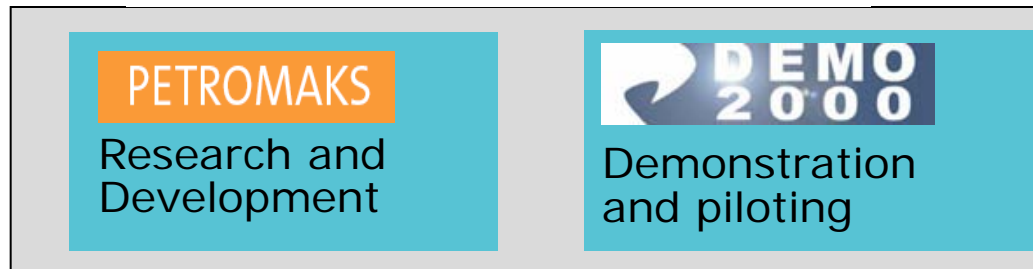 PETROMAKS
Research and
Development
DEMO
2000
Demonstration
and piloting